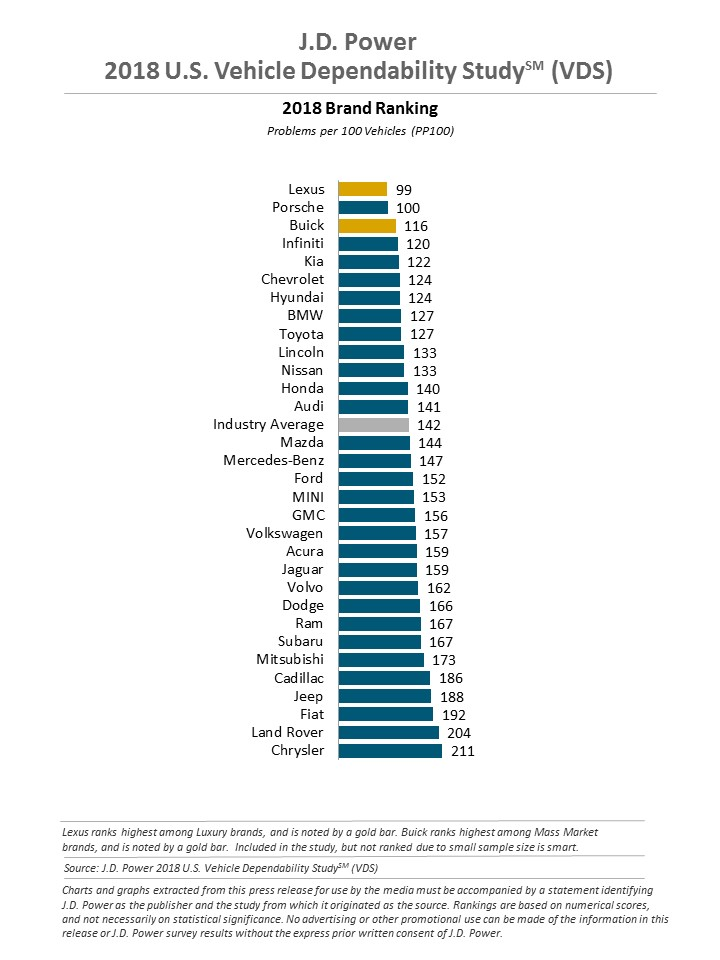 J.D. Power
2018 U.S. Vehicle Dependability StudySM (VDS)
2018 Brand Ranking
Problems per 100 Vehicles (PP100)
Lexus 99
Porsche 100
Buick 116
Infiniti 120
Kia 122
Chevrolet 124
Hyundai 124
BMW 127
Toyota 127
Lincoln 133
Nissan 133
Honda 140
Audi 141
Industry Average 142
Mazda 144
Mercedes-Benz 147
Ford 152
MINI 153
GMC 156
Volkswagen 157
Acura 159
Jaguar 159
Volvo 162
Dodge 166
Ram 167
Subaru 167
Mitsubishi 173
Cadillac 186
Jeep 188
Fiat 192
Land Rover 204
Chrysler 211
Lexus ranks highest among Luxury brands, and is noted by a gold bar. Buick ranks highest among Mass Market
brands, and is noted by a gold bar.  Included in the study, but not ranked due to small sample size is smart.
Source: J.D. Power 2018 U.S. Vehicle Dependability StudySM (VDS)
Charts and graphs extracted from this press release for use by the media must be accompanied by a statement identifying
J.D. Power as the publisher and the study from which it originated as the source. Rankings are based on numerical scores,
and not necessarily on statistical significance. No advertising or other promotional use can be made of the information in this
release or J.D. Power survey results without the express prior written consent of J.D. Power.